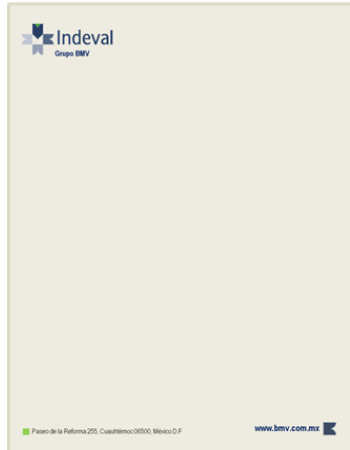 Indeval
Grupo BMV
Paseo de la Reforma 255, Cuauhtémoc 06500, México D.F
www.bmv.com.mx